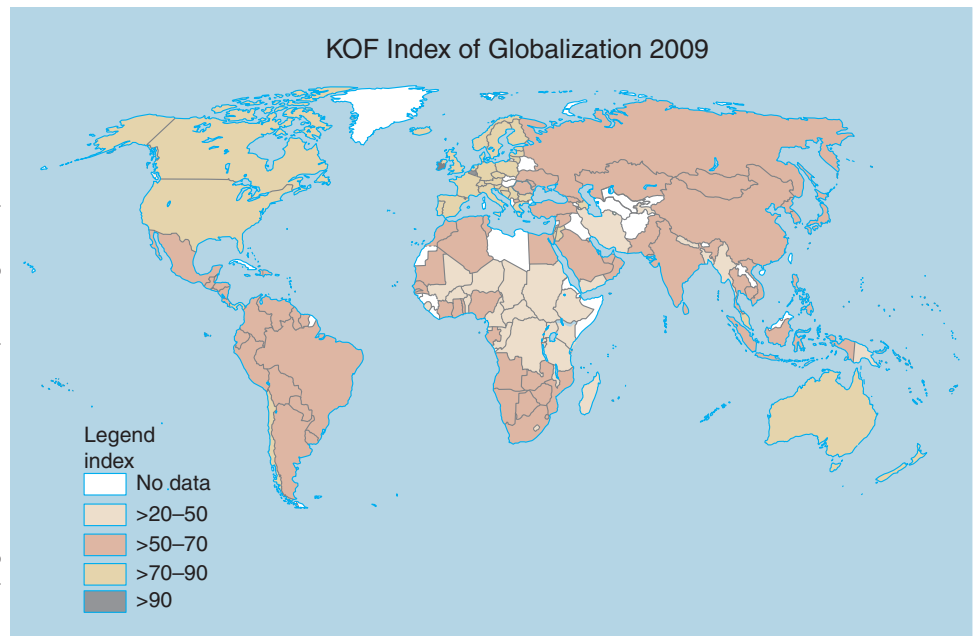 KOF Index of Globalization 2009
Legend
index
No data
>20–50
>50–70
>70–90
>90